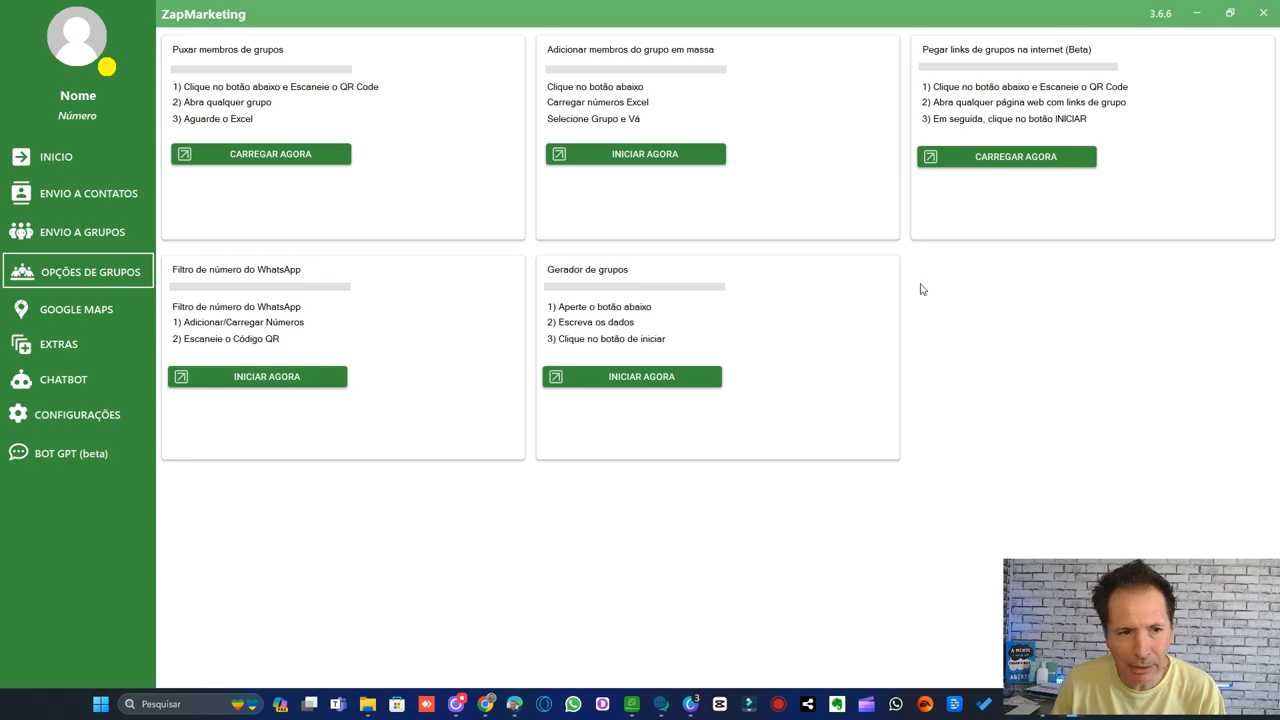 ZapMarketing
3.6.6
Nome
Número
INICIO
ENVIO A CONTATOS
ENVIO A GRUPOS
OPÇÕES DE GRUPOS
GOOGLE MAPS
EXTRAS
CHATBOT
CONFIGURAÇÕES
BOT GPT (beta)
Puxar membros de grupos
1) Clique no botão abaixo e Escaneie o QR Code
2) Abra qualquer grupo
3) Aguarde o Excel
CARREGAR AGORA
Adicionar membros do grupo em massa
Clique no botão abaixo
Carregar números Excel
Selecione Grupo e Vá
INICIAR AGORA
Pegar links de grupos na internet (Beta)
1) Clique no botão abaixo e Escaneie o QR Code
2) Abra qualquer página web com links de grupo
3) Em seguida, clique no botão INICIAR
CARREGAR AGORA
Filtro de número do WhatsApp
Filtro de número do WhatsApp
1) Adicionar/Carregar Números
2) Escaneie o Código QR
INICIAR AGORA
Gerador de grupos
1) Aperte o botão abaixo
2) Escreva os dados
3) Clique no botão de iniciar
INICIAR AGORA
A MENTE
Pesquisar
3